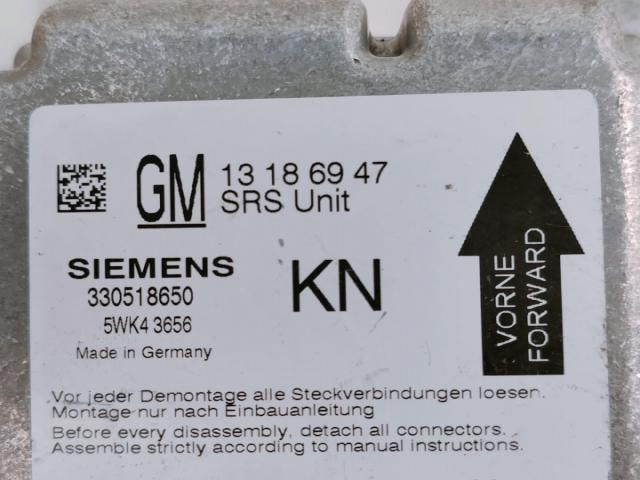 GM 13 18 69 47
SRS Unit
SIEMENS
330518650
5WK4 3656
Made in Germany
KN
VORNE
FORWARD
Vor jeder Demontage alle Steckverbindungen loesen.
Montage nur nach Einbauanleitung
Before every disassembly, detach all connectors.
Assemble strictly according to manual instructions.